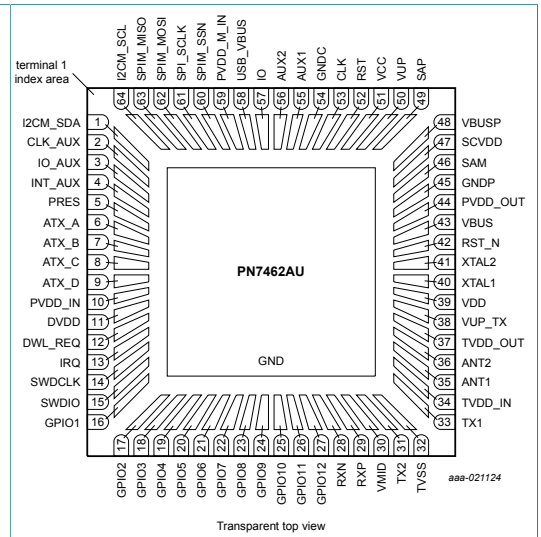 I2CM_SCL
SPIM_MISO
SPIM_MOSI
SPI_SCLK
SPIM_SSN
PVDD_M_IN
USB_VBUS
IO
AUX2
AUX1
GNDC
CLK
RST
VCC
VUP
SAP
terminal 1
index area
64
63
62
61
60
59
58
57
56
55
54
53
52
51
50
49
I2CM_SDA 1
CLK_AUX 2
IO_AUX 3
INT_AUX 4
PRES 5
ATX_A 6
ATX_B 7
ATX_C 8
ATX_D 9
PVDD_IN 10
DVDD 11
DWL_REQ 12
IRQ 13
SWDCLK 14
SWDIO 15
GPIO1 16
48 VBUSP
47 SCVDD
46 SAM
45 GNDP
44 PVDD_OUT
43 VBUS
42 RST_N
41 XTAL2
40 XTAL1
39 VDD
38 VUP_TX
37 TVDD_OUT
36 ANT2
35 ANT1
34 TVDD_IN
33 TX1
PN7462AU
GND
17
18
19
20
21
22
23
24
25
26
27
28
29
30
31
32
GPIO2
GPIO3
GPIO4
GPIO5
GPIO6
GPIO7
GPIO8
GPIO9
GPIO10
GPIO11
GPIO12
RXN
RXP
VMID
TX2
TVSS
aaa-021124
Transparent top view